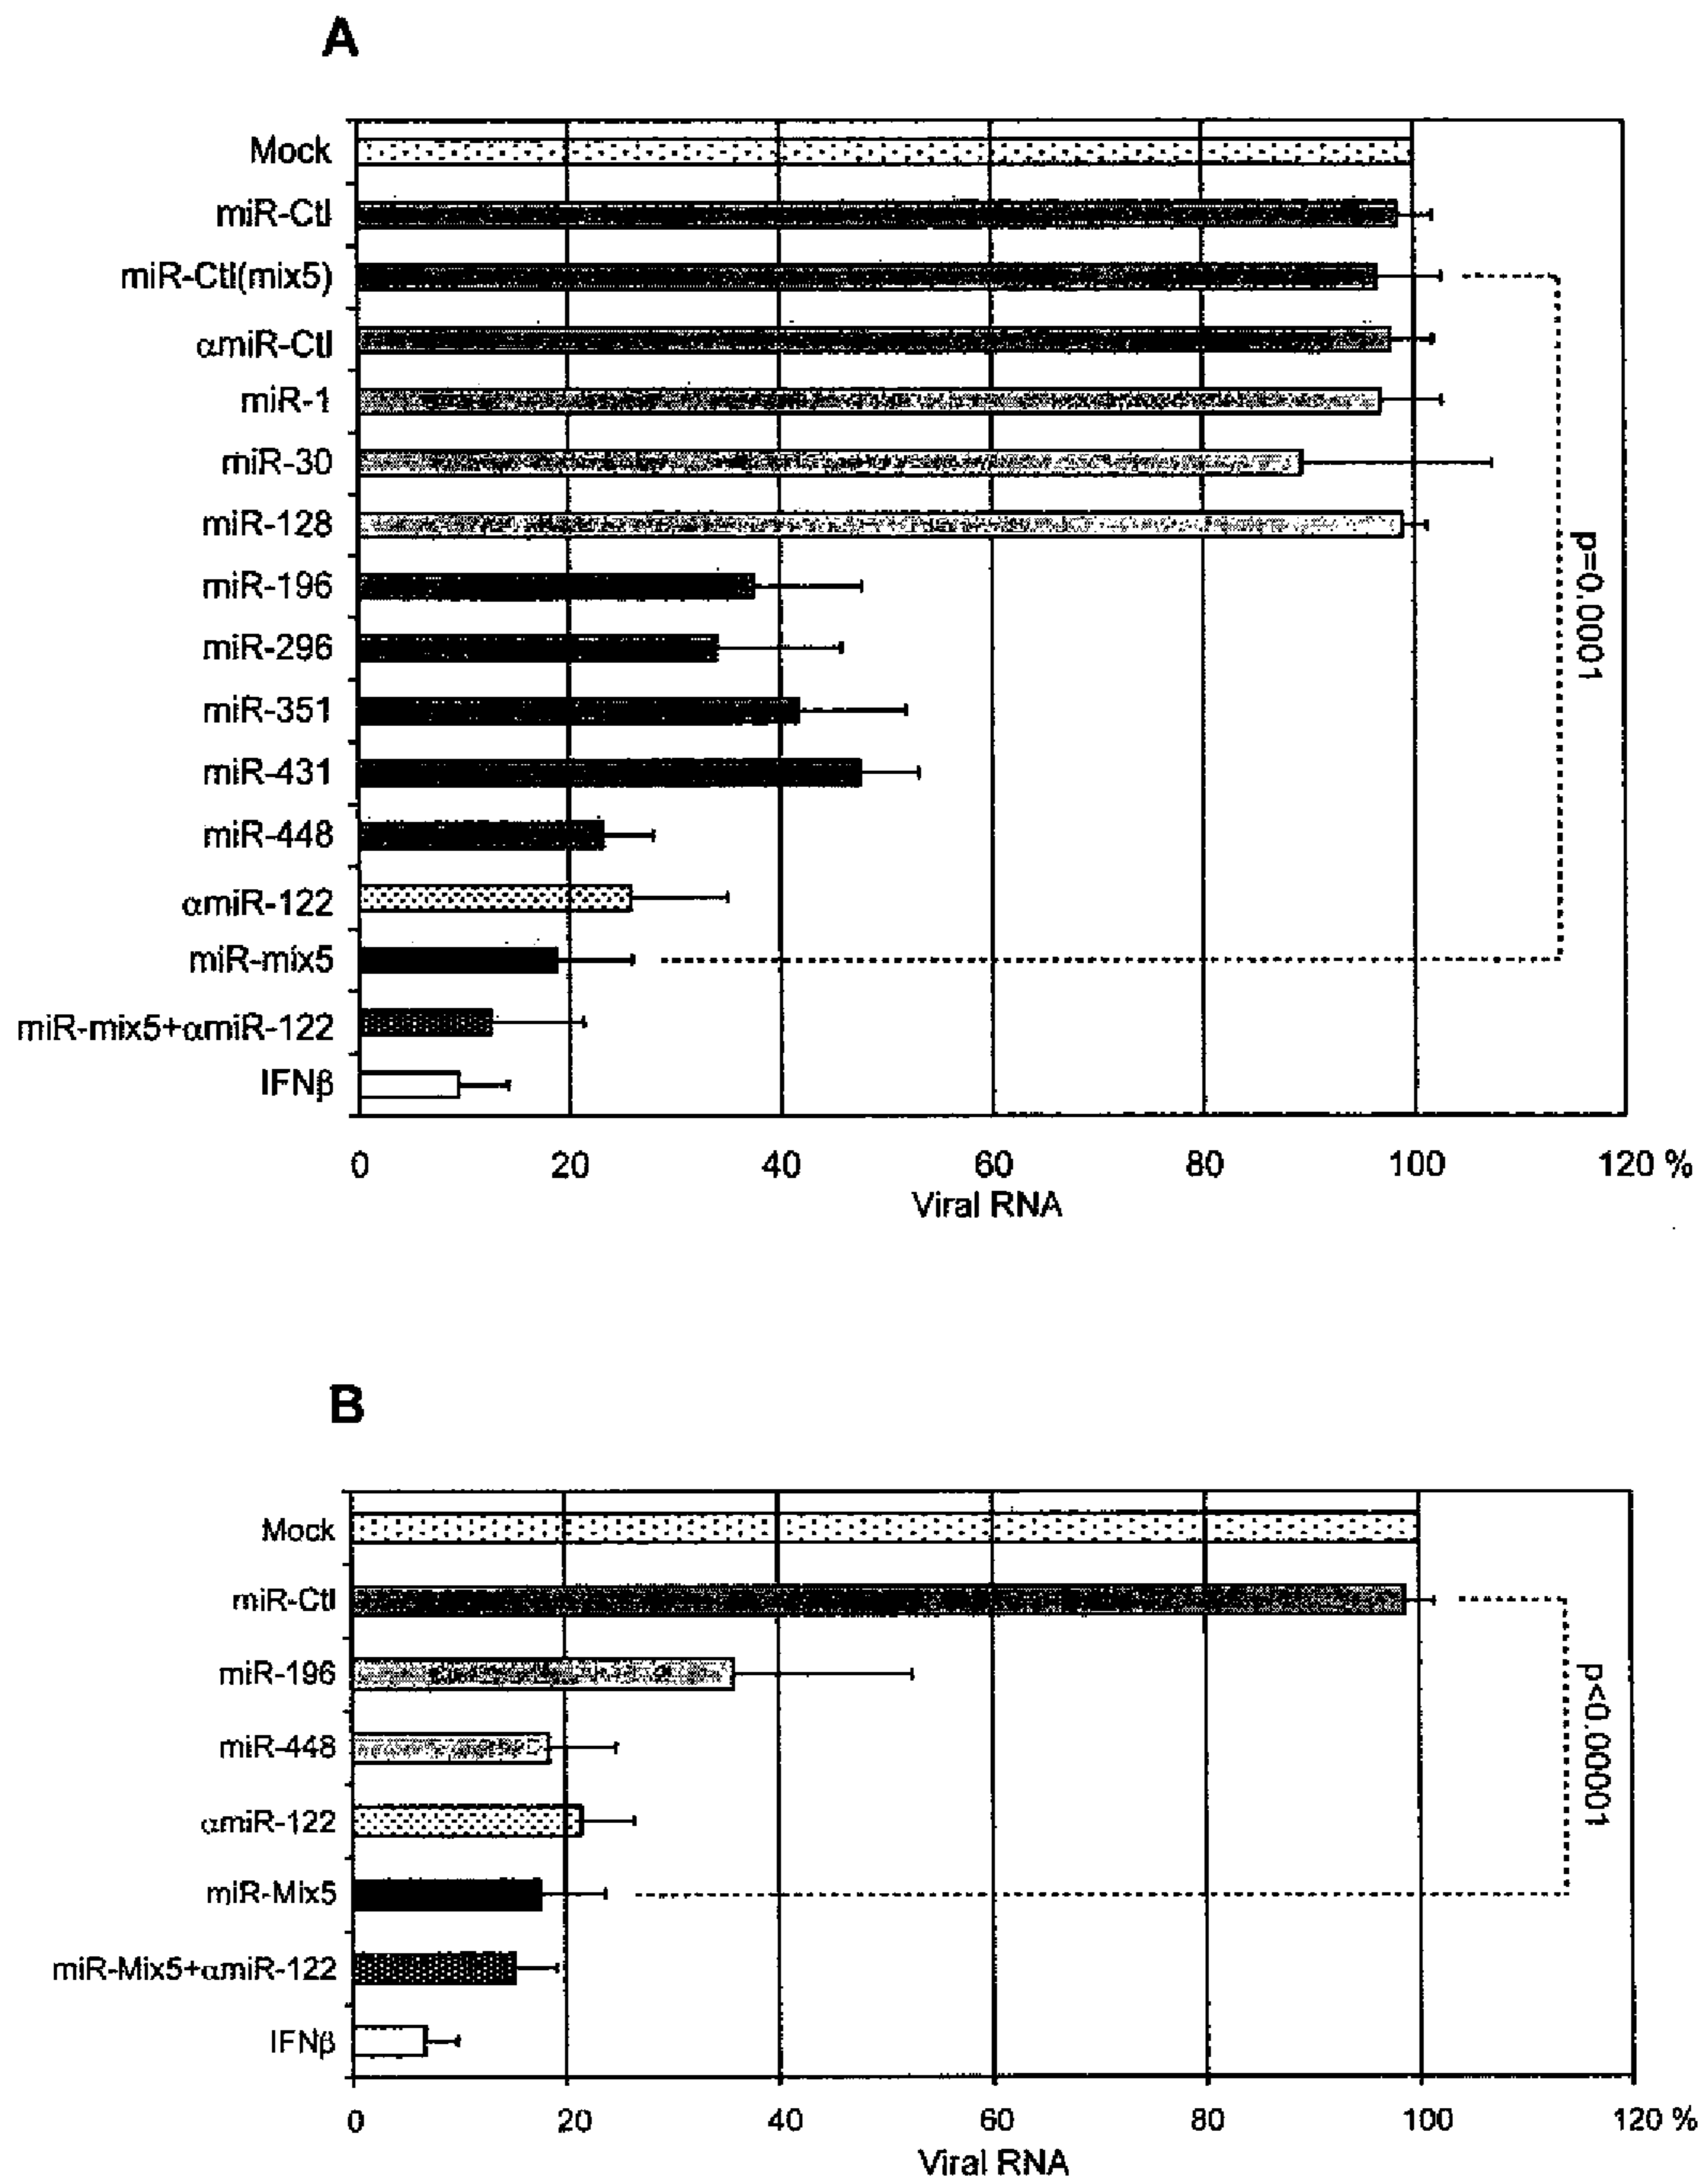 A
Mock
miR-Ctl
miR-Ctl(mix5)
αmiR-Ctl
miR-1
miR-30
miR-128
miR-196
miR-296
miR-351
miR-431
miR-448
αmiR-122
miR-mix5
miR-mix5+αmiR-122
IFNβ
p=0.0001
0 20 40 60 80 100 120 %
Viral RNA
B
Mock
miR-Ctl
miR-196
miR-448
αmiR-122
miR-Mix5
miR-Mix5+αmiR-122
IFNβ
p<0.00001
0 20 40 60 80 100 120 %
Viral RNA